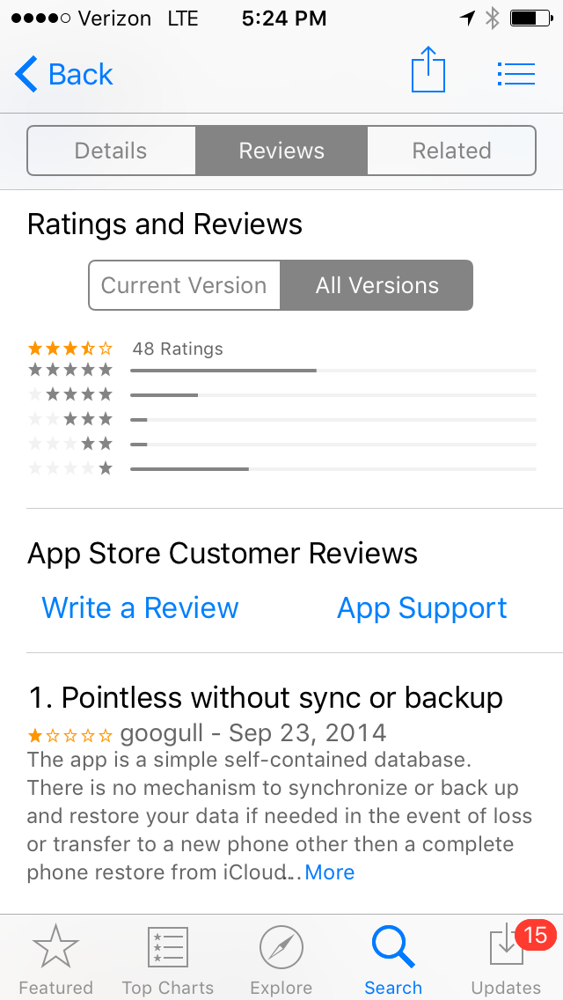 Verizon LTE 5:24 PM
Back
Details Reviews Related
Ratings and Reviews
Current Version All Versions
48 Ratings
App Store Customer Reviews
Write a Review App Support
1. Pointless without sync or backup
googull - Sep 23, 2014
The app is a simple self-contained database.
There is no mechanism to synchronize or back up
and restore your data if needed in the event of loss
or transfer to a new phone other then a complete
phone restore from iCloud... More
15
Featured Top Charts Explore Search Updates